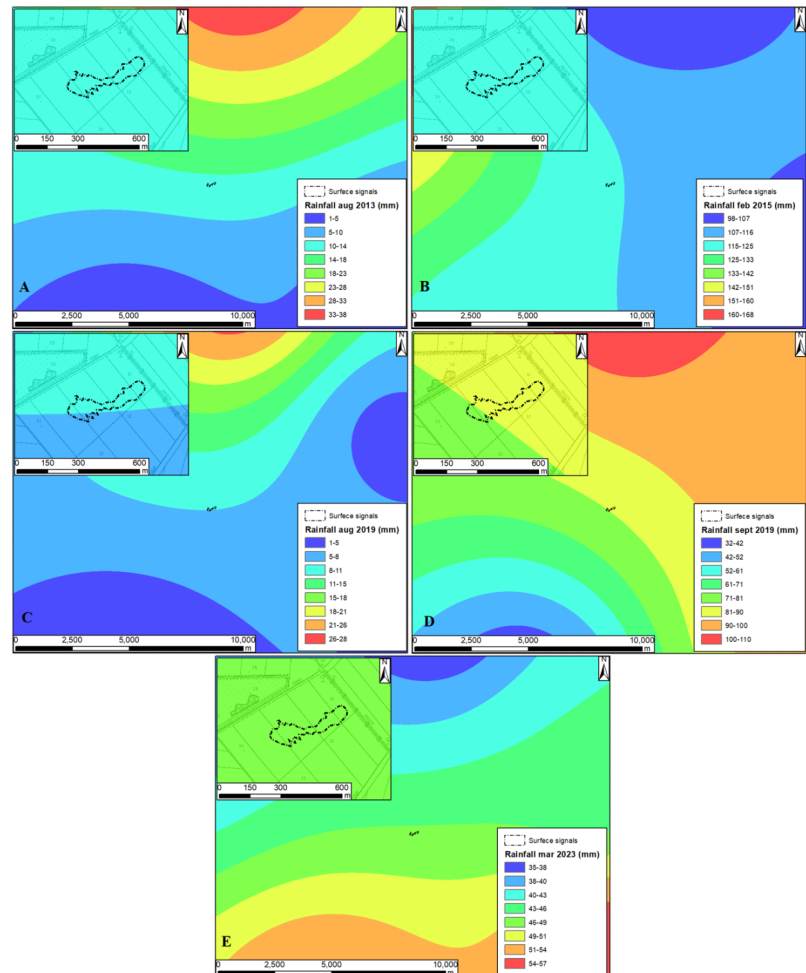 N
N
0 150 300 600
m
Surfece signals
Rainfall aug 2013 (mm)
1-5
5-10
10-14
14-18
18-23
23-28
28-33
33-38
A
0 2,500 5,000 10,000
m
N
N
0 150 300 600
m
Surfece signals
Rainfall feb 2015 (mm)
98-107
107-116
115-125
125-133
133-142
142-151
151-160
160-168
B
0 2,500 5,000 10,000
m
N
N
0 150 300 600
m
Surfece signals
Rainfall aug 2019 (mm)
1-5
5-8
8-11
11-15
15-18
18-21
21-26
26-28
C
0 2,500 5,000 10,000
m
N
N
0 150 300 600
m
Surfece signals
Rainfall sept 2019 (mm)
32-42
42-52
52-61
61-71
71-81
81-90
90-100
100-110
D
0 2,500 5,000 10,000
m
N
N
0 150 300 600
m
Surfece signals
Rainfall mar 2023 (mm)
35-38
38-40
40-43
43-46
46-49
49-51
51-54
54-57
E
0 2,500 5,000 10,000
m